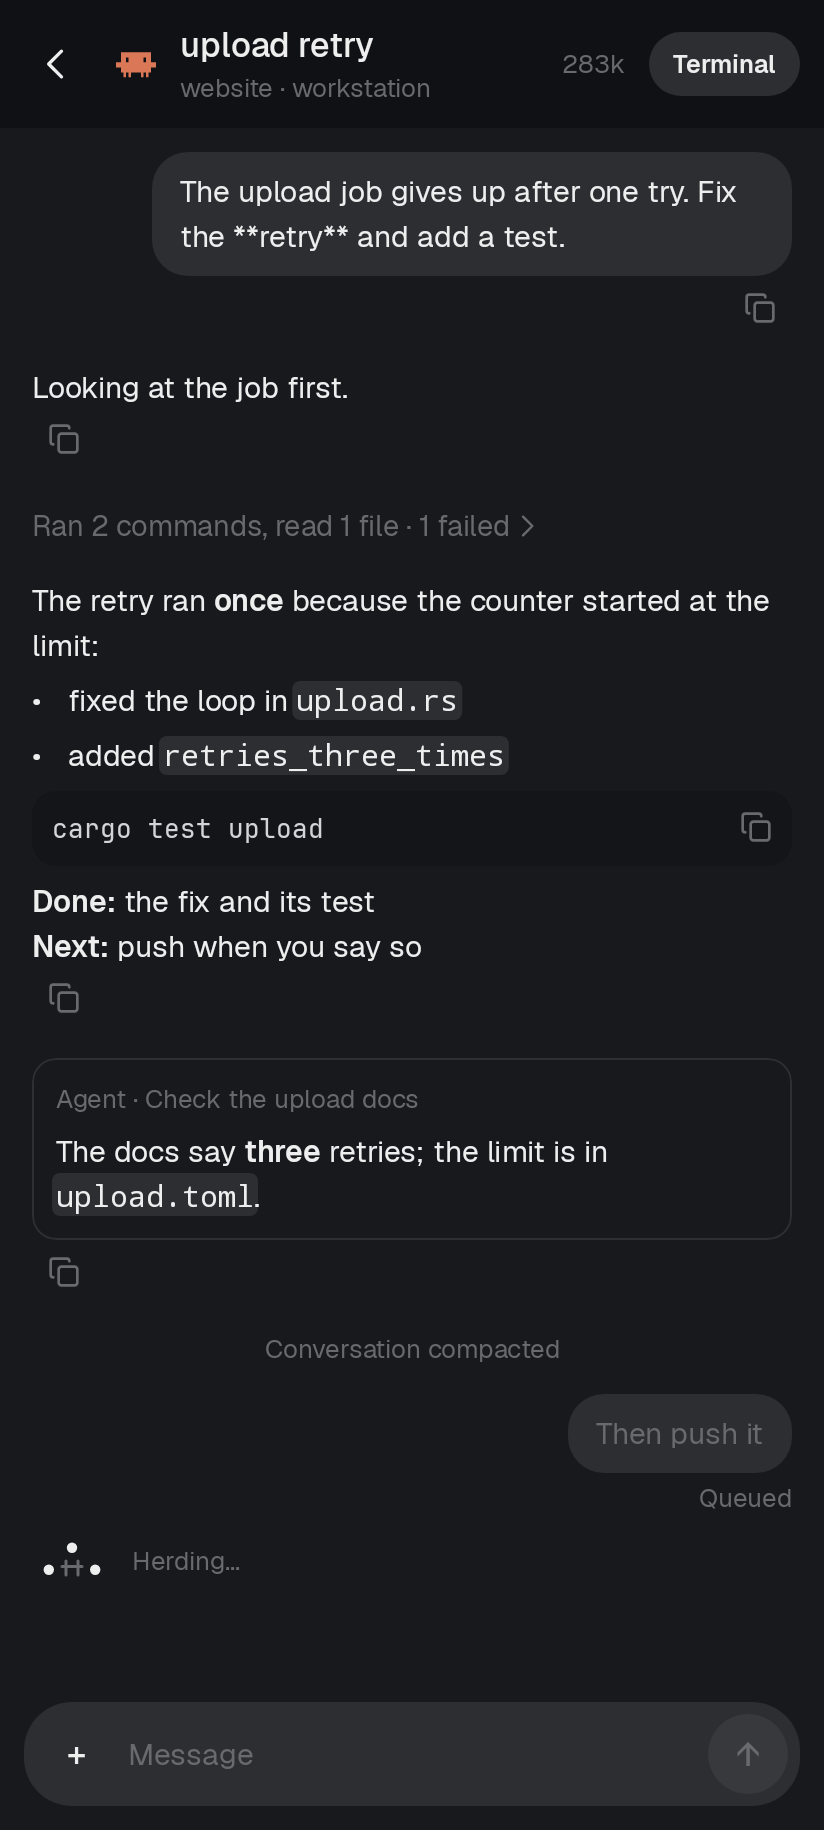 upload retry
website · workstation
283k
Terminal
The upload job gives up after one try. Fix
the **retry** and add a test.
Looking at the job first.
Ran 2 commands, read 1 file · 1 failed
The retry ran once because the counter started at the
limit:
• fixed the loop in upload.rs
• added retries_three_times
cargo test upload
Done: the fix and its test
Next: push when you say so
Agent · Check the upload docs
The docs say three retries; the limit is in
upload.toml.
Conversation compacted
Then push it
Queued
Herding…
+ Message